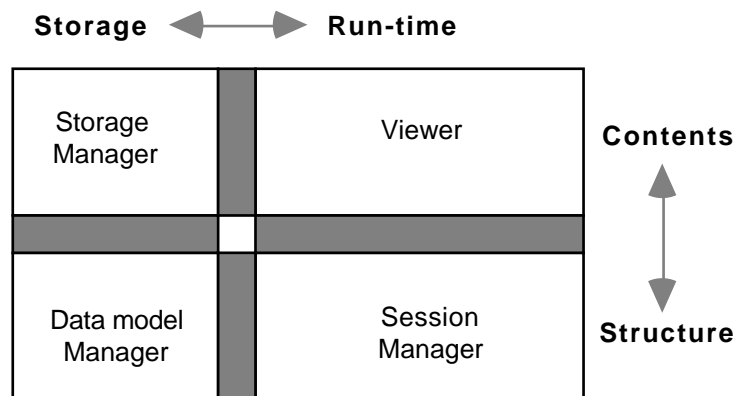 Storage Run-time
Storage
Manager
Viewer
Contents
Data model
Manager
Session
Manager
Structure